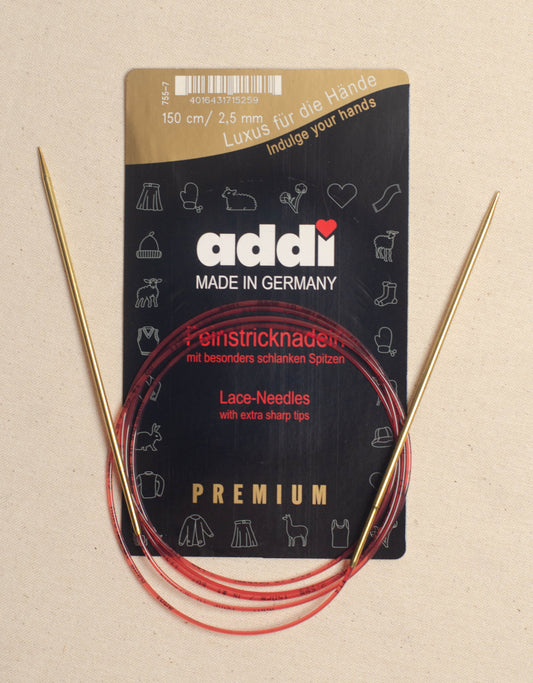 755-7
4016431715259
150 cm/ 2,5 mm
Luxus für die Hände
Indulge your hands
addi
MADE IN GERMANY
Feinstricknadeln
mit besonders schlanken Spitzen
Lace-Needles
with extra sharp tips
PREMIUM